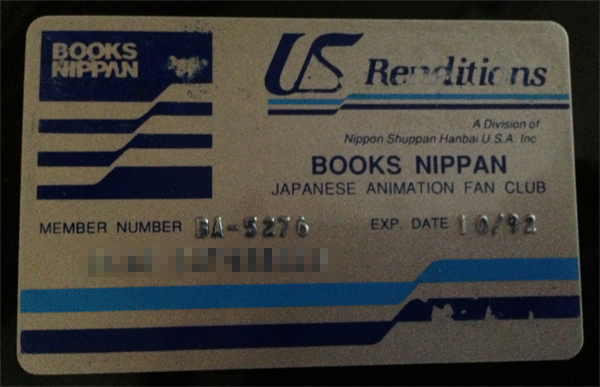 BOOKS
NIPPAN
US Renditions
A Division of
Nippon Shuppan Hanbai U.S.A. Inc
BOOKS NIPPAN
JAPANESE ANIMATION FAN CLUB
MEMBER NUMBER BA-5276 EXP. DATE 10/92